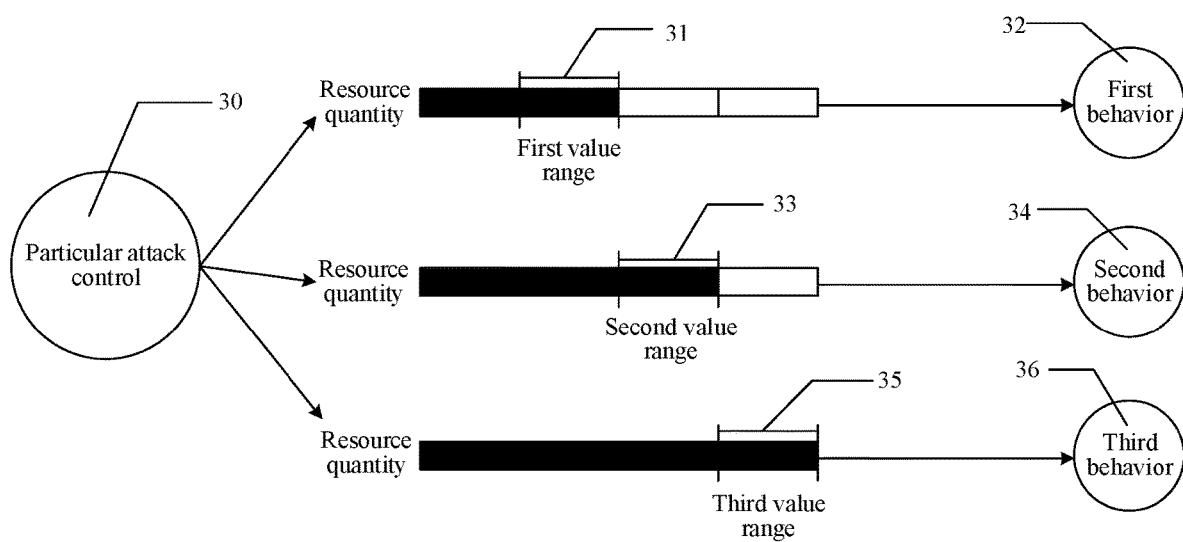 30
Particular attack
control
Resource
quantity
31
First value
range
32
First
behavior
Resource
quantity
33
Second value
range
34
Second
behavior
Resource
quantity
35
Third value
range
36
Third
behavior